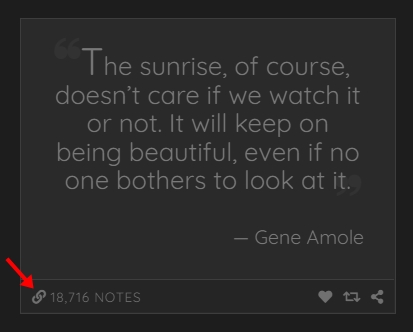 The sunrise, of course,
doesn’t care if we watch it
or not. It will keep on
being beautiful, even if no
one bothers to look at it.
— Gene Amole
18,716 NOTES